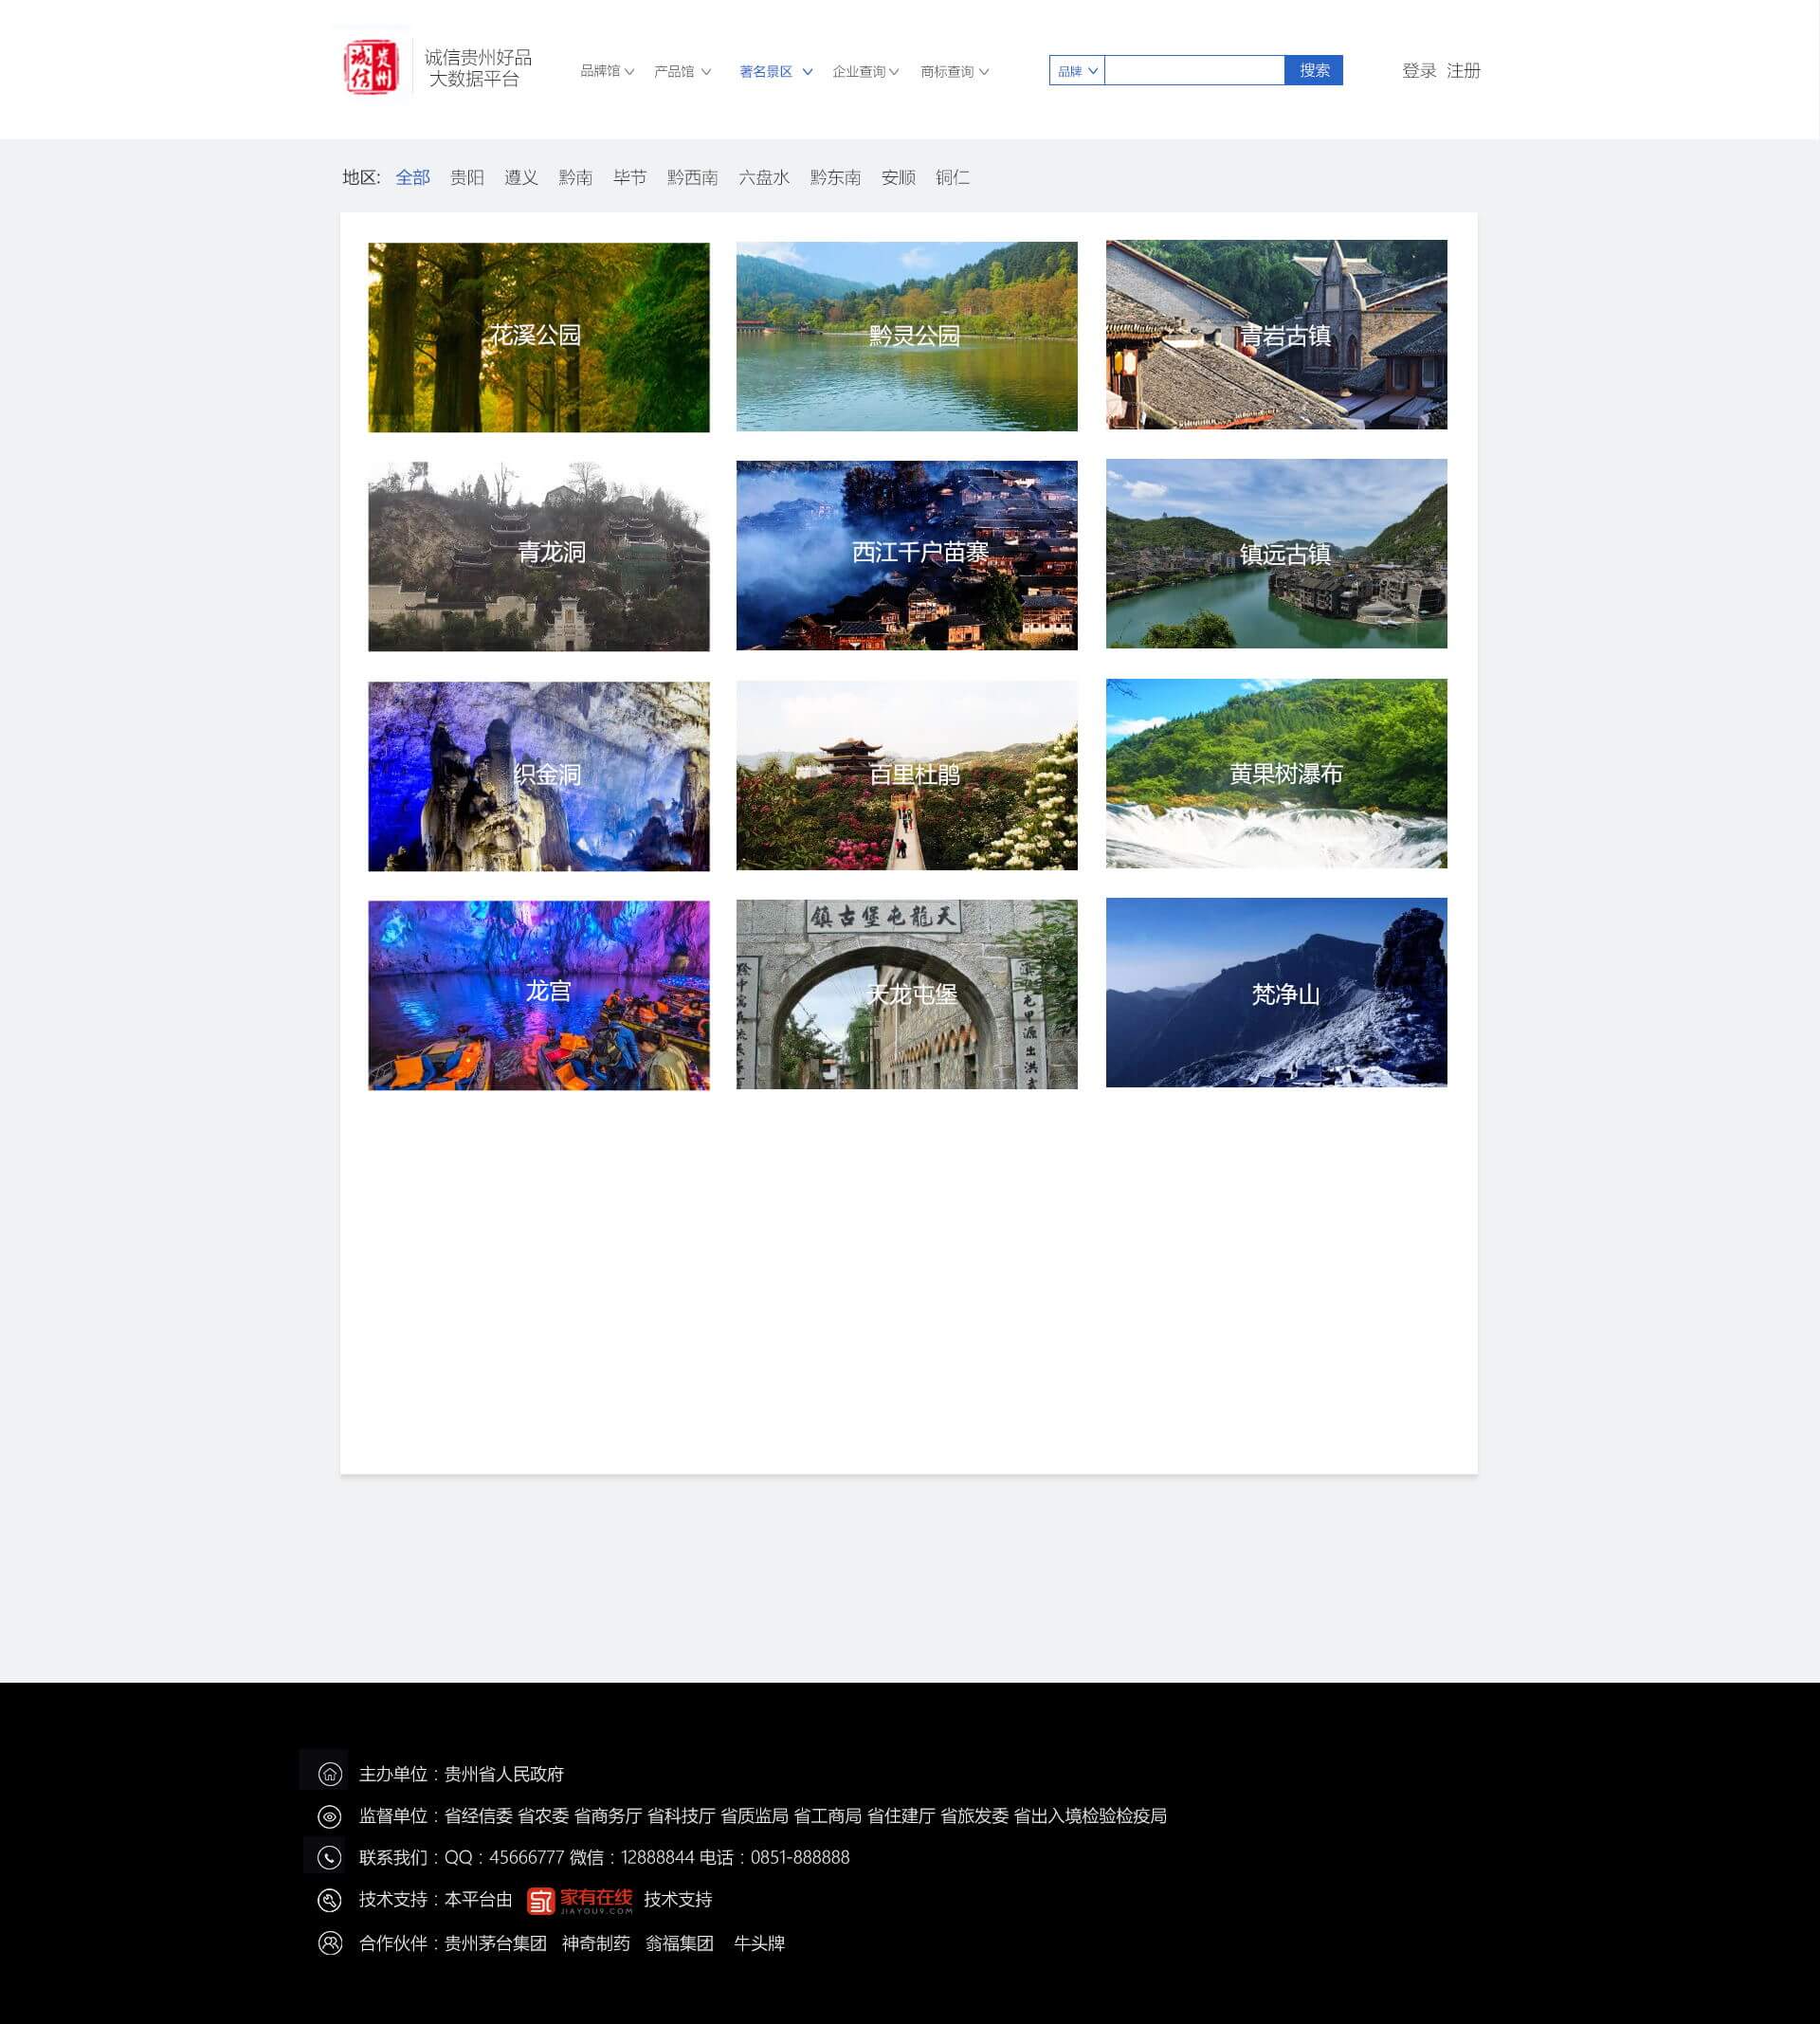 诚信 贵州
诚信贵州好品
大数据平台
品牌馆 产品馆 著名景区 企业查询 商标查询
品牌 搜索
登录 注册
地区: 全部 贵阳 遵义 黔南 毕节 黔西南 六盘水 黔东南 安顺 铜仁
花溪公园 黔灵公园 青岩古镇
青龙洞 西江千户苗寨 镇远古镇
织金洞 百里杜鹃 黄果树瀑布
鎮古堡屯龍天
龙宫 天龙屯堡 梵净山
主办单位：贵州省人民政府
监督单位：省经信委 省农委 省商务厅 省科技厅 省质监局 省工商局 省住建厅 省旅发委 省出入境检验检疫局
联系我们：QQ：45666777 微信：12888844 电话：0851-888888
技术支持：本平台由 家有在线 JIAYOU9.COM 技术支持
合作伙伴：贵州茅台集团 神奇制药 翁福集团 牛头牌